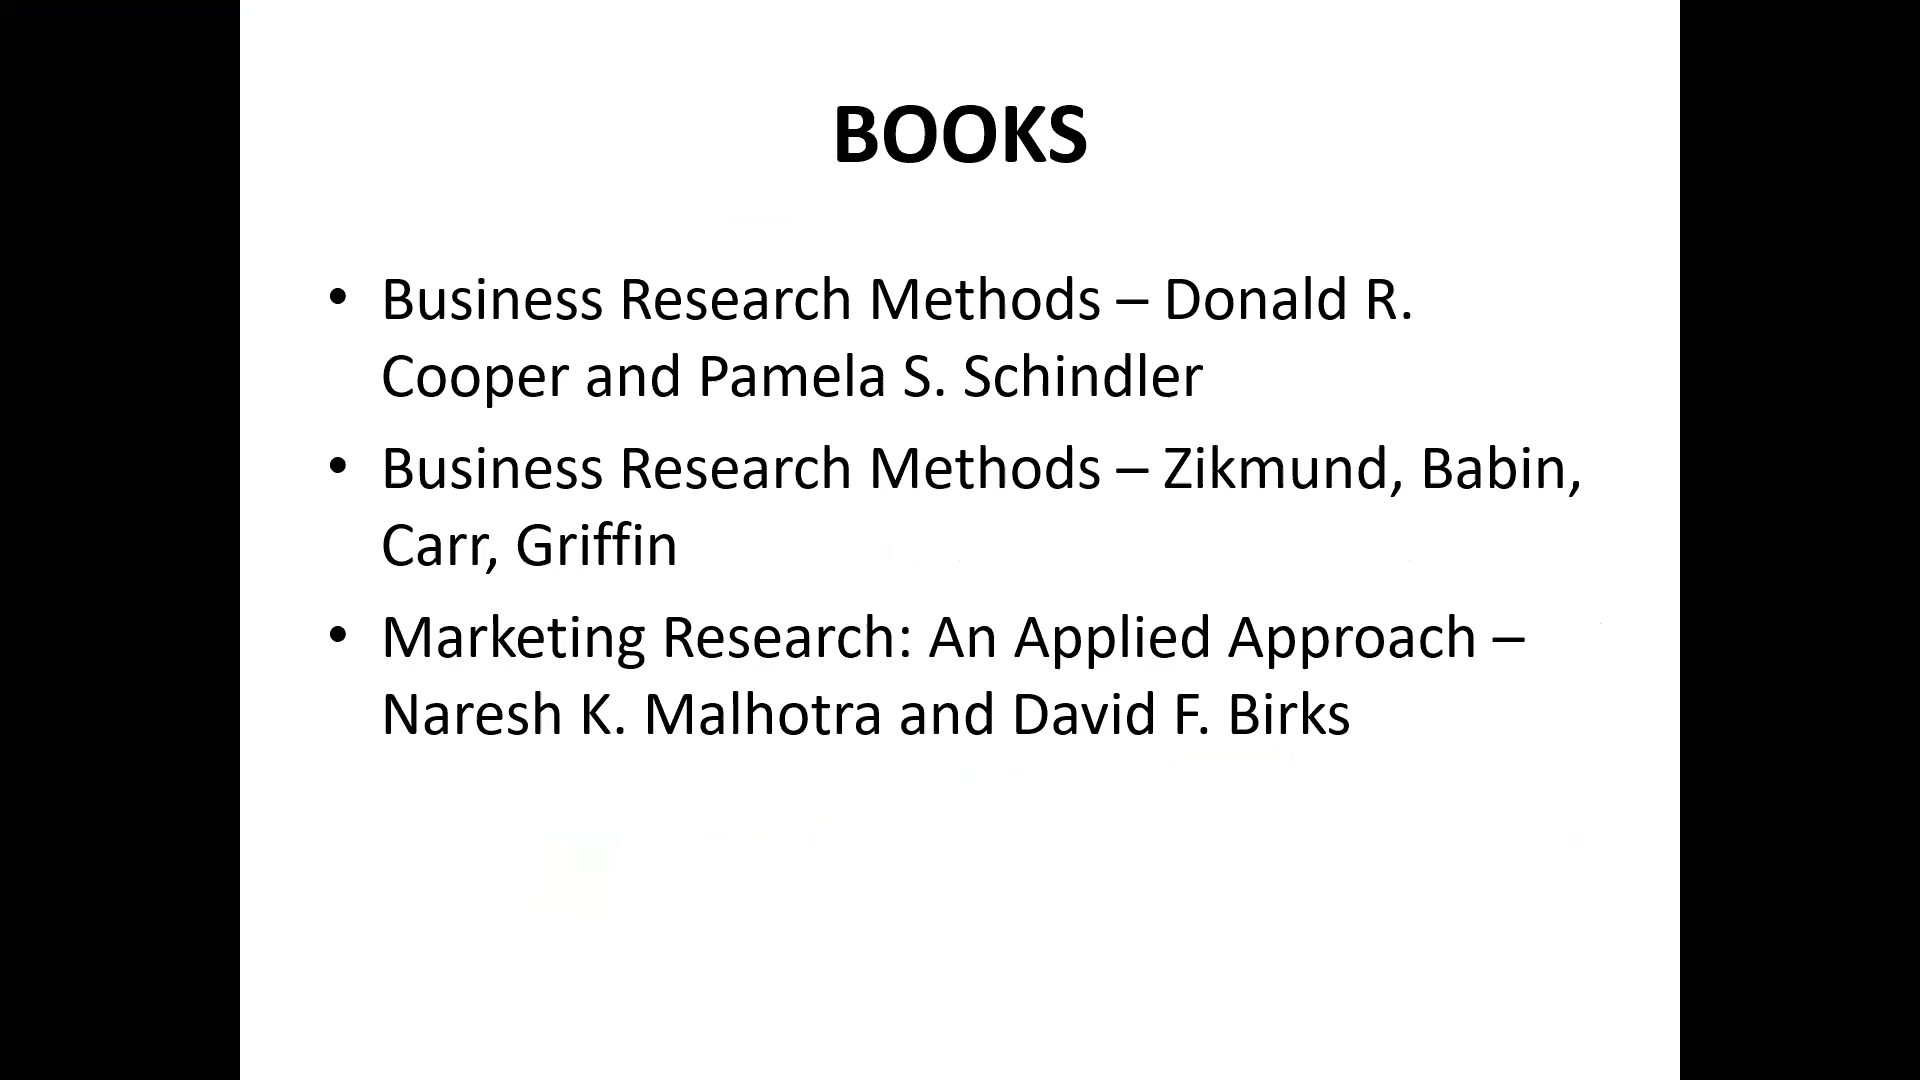 BOOKS
• Business Research Methods – Donald R.
Cooper and Pamela S. Schindler
• Business Research Methods – Zikmund, Babin,
Carr, Griffin
• Marketing Research: An Applied Approach –
Naresh K. Malhotra and David F. Birks